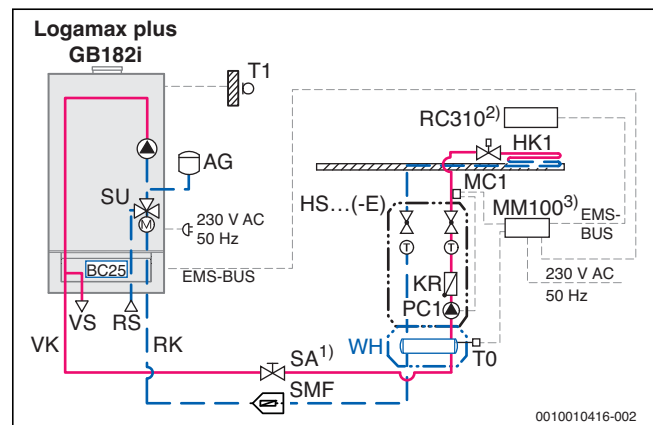 Logamax plus
GB182i
T1
RC310²⁾
HK1
AG
MC1
SU
HS...(-E)
MM100³⁾
M
230 V AC
50 Hz
EMS-
BUS
T
T
BC25
EMS-BUS
KR
230 V AC
50 Hz
PC1
VS
RS
VK
RK
WH
SA¹⁾
T0
SMF
0010010416-002